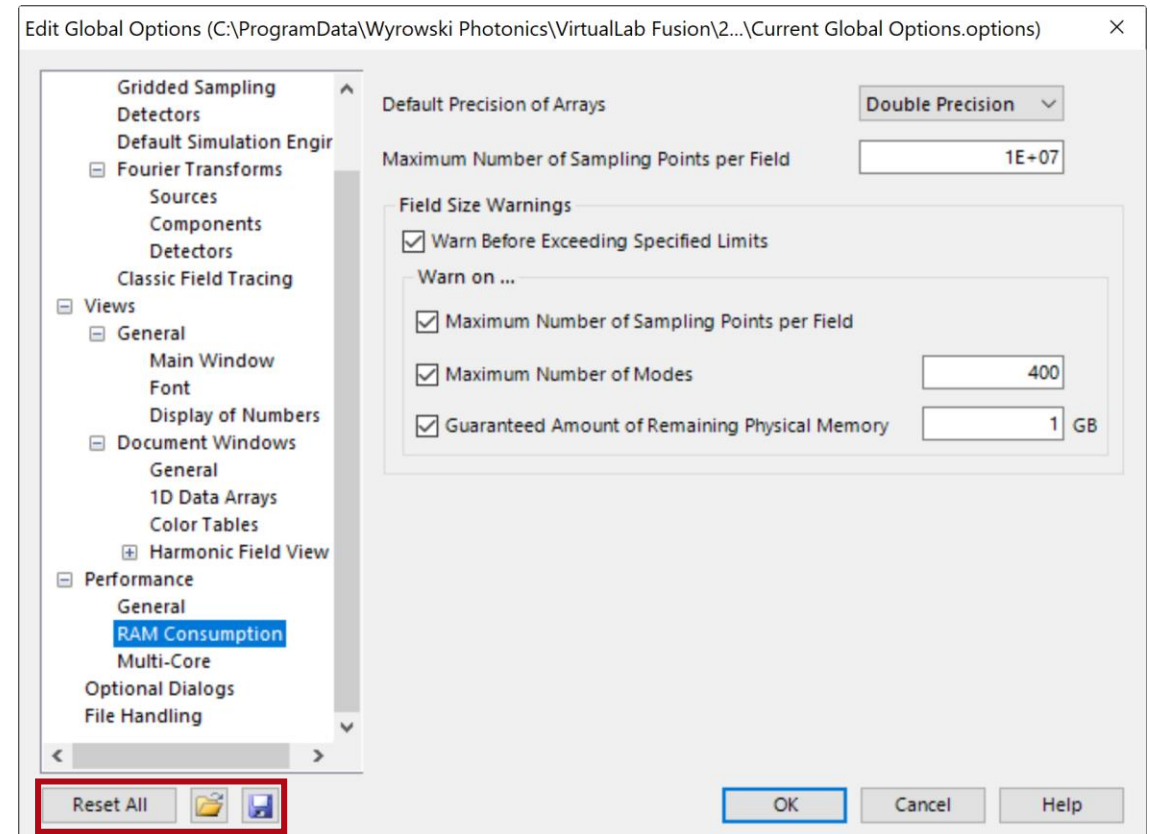 Edit Global Options (C:\ProgramData\Wyrowski Photonics\VirtualLab Fusion\2...\Current Global Options.options)
Gridded Sampling
Detectors
Default Simulation Engir
Fourier Transforms
Sources
Components
Detectors
Classic Field Tracing
Views
General
Main Window
Font
Display of Numbers
Document Windows
General
1D Data Arrays
Color Tables
Harmonic Field View
Performance
General
RAM Consumption
Multi-Core
Optional Dialogs
File Handling
Default Precision of Arrays Double Precision
Maximum Number of Sampling Points per Field 1E+07
Field Size Warnings
Warn Before Exceeding Specified Limits
Warn on ...
Maximum Number of Sampling Points per Field
Maximum Number of Modes 400
Guaranteed Amount of Remaining Physical Memory 1 GB
Reset All OK Cancel Help